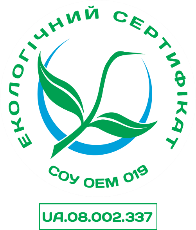 ЕКОЛОГІЧНИЙ СЕРТИФІКАТ
СОУ ОЕМ 019
UA.08.002.337